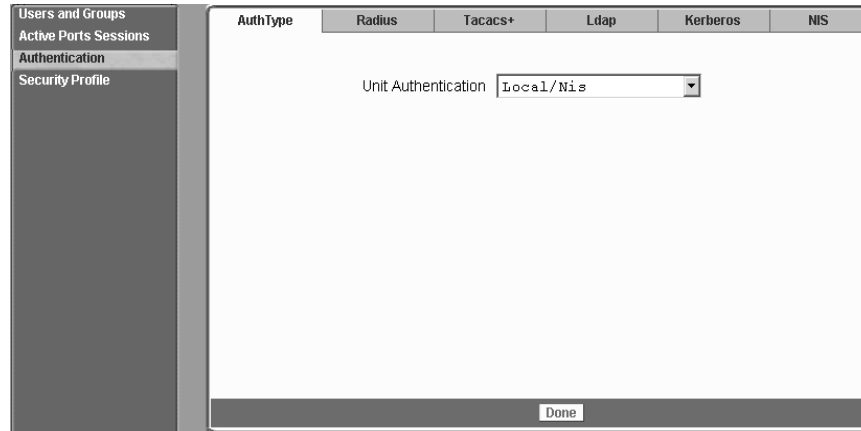 Users and Groups
Active Ports Sessions
Authentication
Security Profile
AuthType Radius Tacacs+ Ldap Kerberos NIS
Unit Authentication Local/Nis
Done